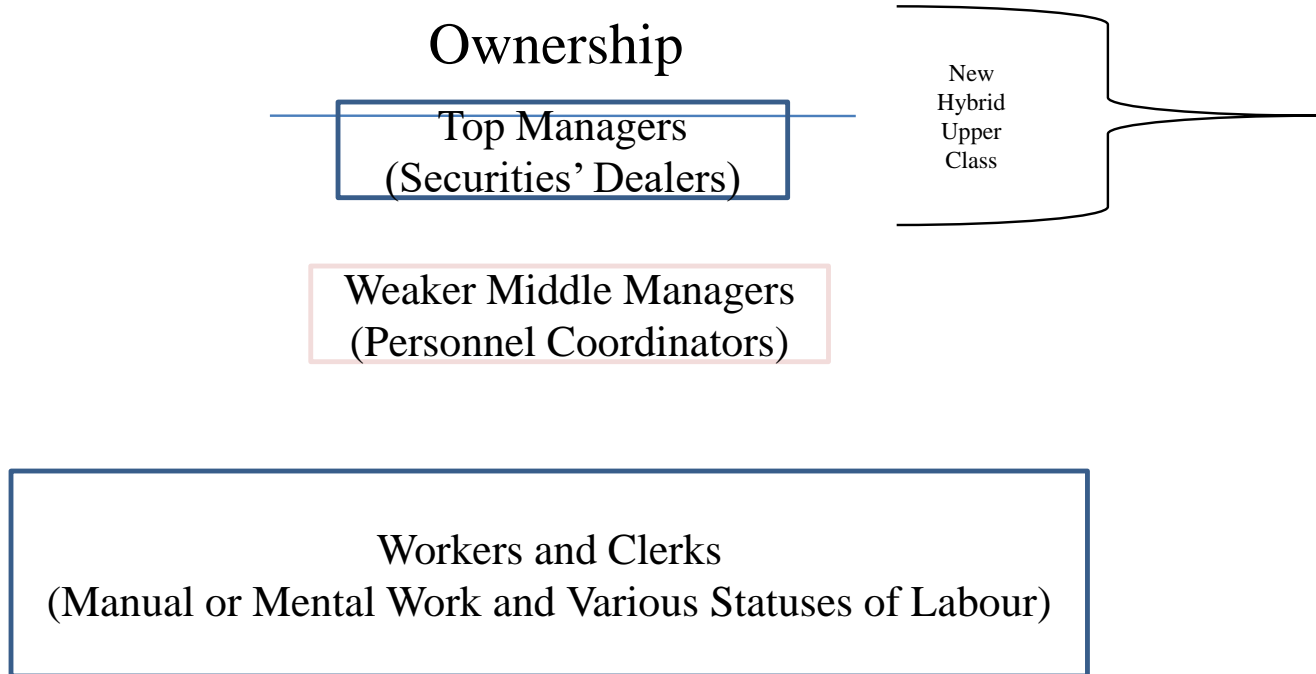 Ownership
New
Hybrid
Upper
Class
Top Managers
(Securities’ Dealers)
Weaker Middle Managers
(Personnel Coordinators)
Workers and Clerks
(Manual or Mental Work and Various Statuses of Labour)